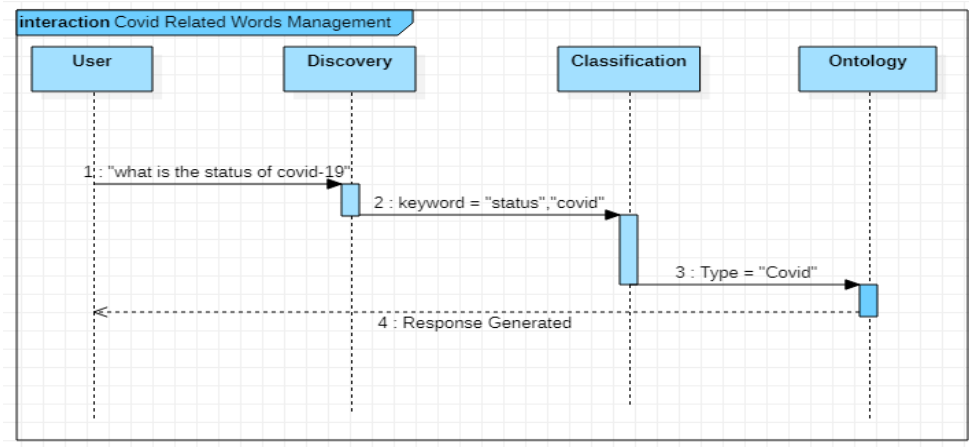 interaction Covid Related Words Management
User
Discovery
Classification
Ontology
1 : "what is the status of covid-19"
2 : keyword = "status","covid"
3 : Type = "Covid"
4 : Response Generated